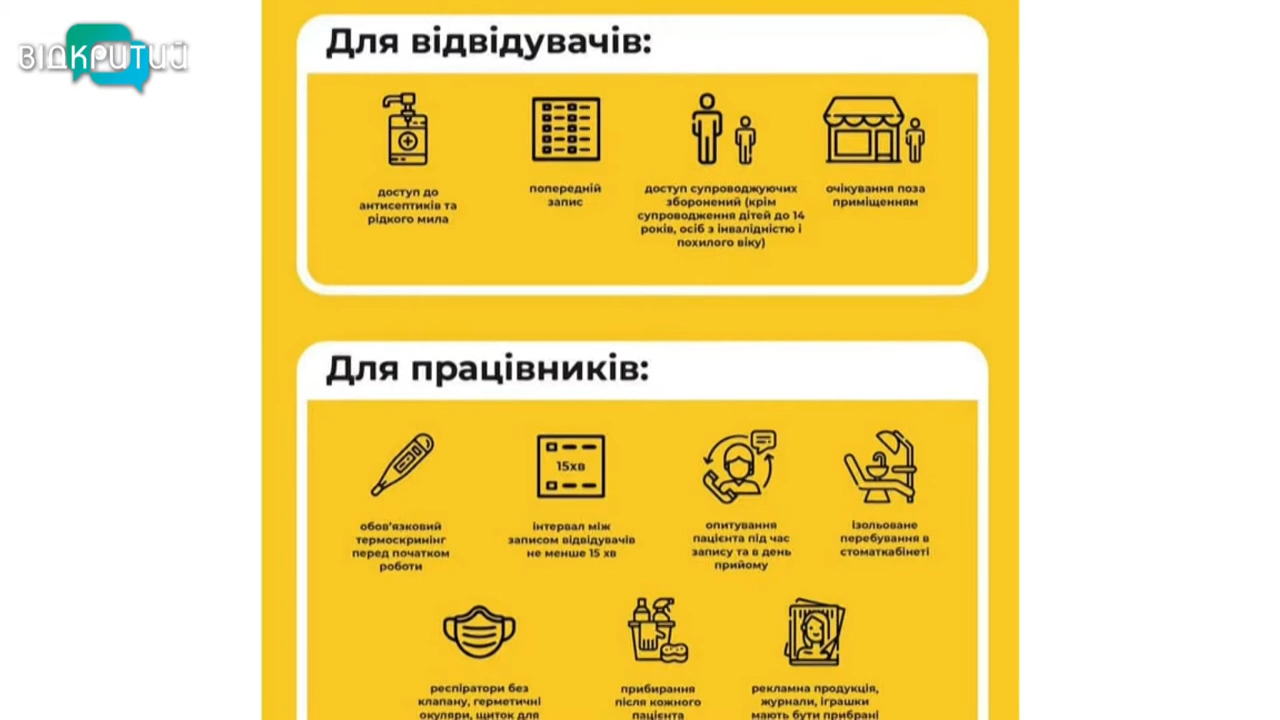 ВІДКРИТИЙ
Для відвідувачів:
доступ до
антисептиків та
рідкого мила
попередній
запис
доступ супроводжуючих
зборонений (крім
супроводження дітей до 14
років, осіб з інвалідністю і
похилого віку)
очікування поза
приміщенням
Для працівників:
обов'язковий
термоскринінг
перед початком
роботи
15хв
інтервал між
записом відвідувачів
не менше 15 хв
опитування
пацієнта під час
запису та в день
прийому
ізольоване
перебування в
стоматкабінеті
респіратори без
клапану, герметичні
окуляри, щиток для
прибирання
після кожного
пацієнта
рекламна продукція,
журнали, іграшки
мають бути прибрані